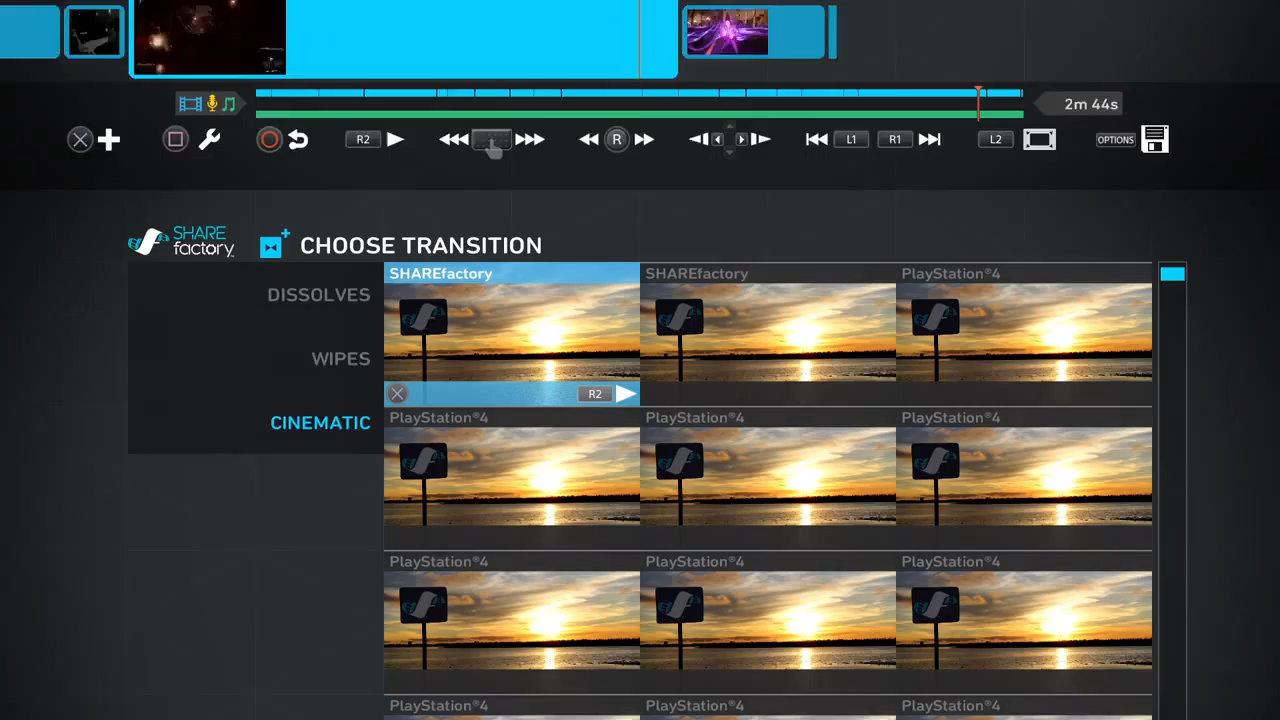 2m 44s
R2
R
L1
R1
L2
OPTIONS
SHARE
factory™
CHOOSE TRANSITION
DISSOLVES
WIPES
CINEMATIC
SHAREfactory
SHAREfactory
PlayStation®4
R2
PlayStation®4
PlayStation®4
PlayStation®4
PlayStation®4
PlayStation®4
PlayStation®4
PlayStation®4
PlayStation®4
PlayStation®4